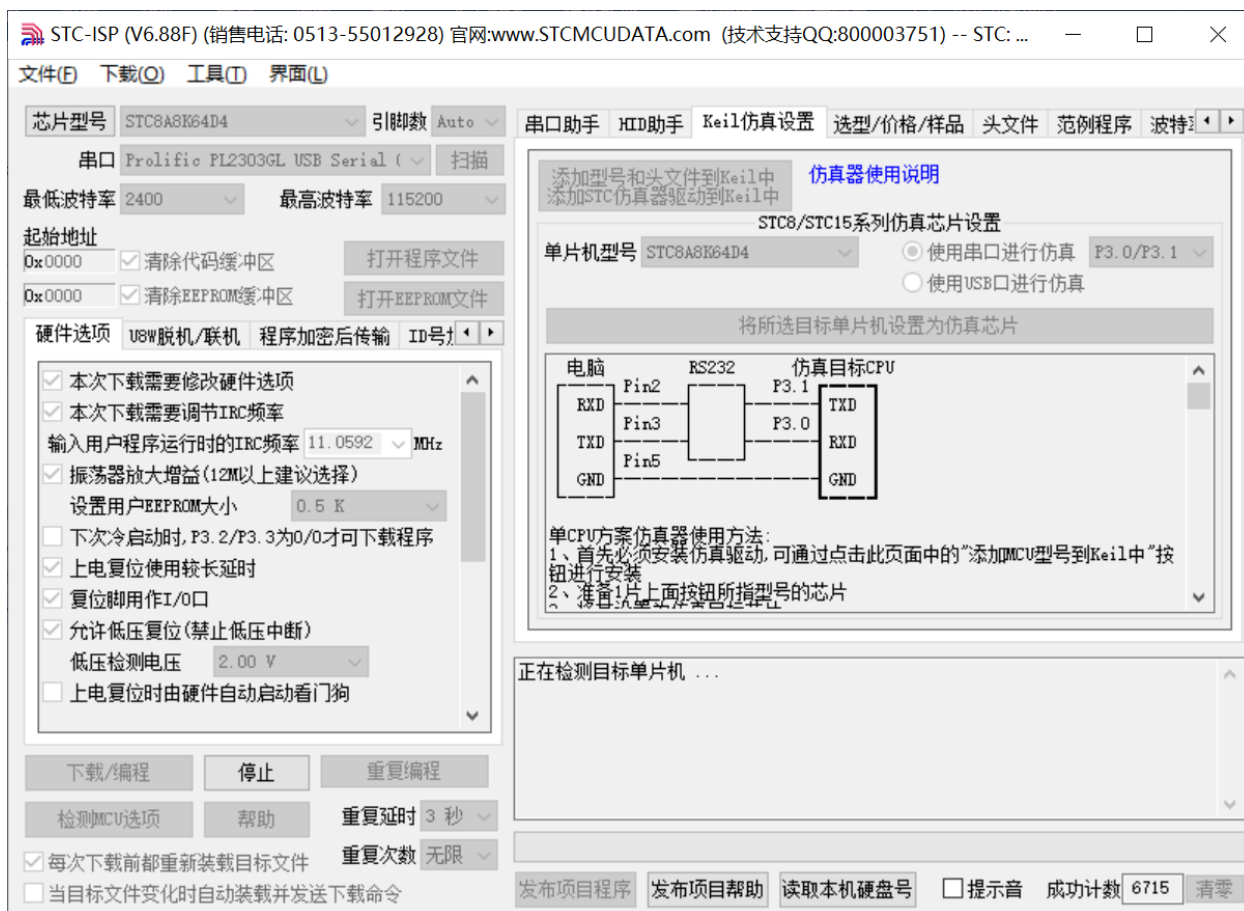 STC-ISP (V6.88F) (销售电话: 0513-55012928) 官网:www.STCMCUDATA.com (技术支持QQ:800003751) -- STC: ...
文件(F) 下载(O) 工具(T) 界面(L)
芯片型号 STC8A8K64D4 引脚数 Auto
串口 Prolific PL2303GL USB Serial ( 扫描
最低波特率 2400 最高波特率 115200
起始地址
0x0000 清除代码缓冲区 打开程序文件
0x0000 清除EEPROM缓冲区 打开EEPROM文件
硬件选项 U8W脱机/联机 程序加密后传输 ID号
本次下载需要修改硬件选项
本次下载需要调节IRC频率
输入用户程序运行时的IRC频率 11.0592 MHz
振荡器放大增益(12M以上建议选择)
设置用户EEPROM大小 0.5 K
下次冷启动时,P3.2/P3.3为0/0才可下载程序
上电复位使用较长延时
复位脚用作I/O口
允许低压复位(禁止低压中断)
低压检测电压 2.00 V
上电复位时由硬件自动启动看门狗
下载/编程 停止 重复编程
检测MCU选项 帮助 重复延时 3 秒
每次下载前都重新装载目标文件 重复次数 无限
当目标文件变化时自动装载并发送下载命令
串口助手 HID助手 Keil仿真设置 选型/价格/样品 头文件 范例程序 波特
添加型号和头文件到Keil中
添加STC仿真器驱动到Keil中
仿真器使用说明
STC8/STC15系列仿真芯片设置
单片机型号 STC8A8K64D4 使用串口进行仿真 P3.0/P3.1
使用USB口进行仿真
将所选目标单片机设置为仿真芯片
电脑 RS232 仿真目标CPU
Pin2 P3.1
RXD TXD
Pin3 P3.0
TXD RXD
Pin5
GND GND
单CPU方案仿真器使用方法:
1、首先必须安装仿真驱动,可通过点击此页面中的"添加MCU型号到Keil中"按
钮进行安装
2、准备1片上面按钮所指型号的芯片
正在检测目标单片机 ...
发布项目程序 发布项目帮助 读取本机硬盘号 提示音 成功计数 6715 清零